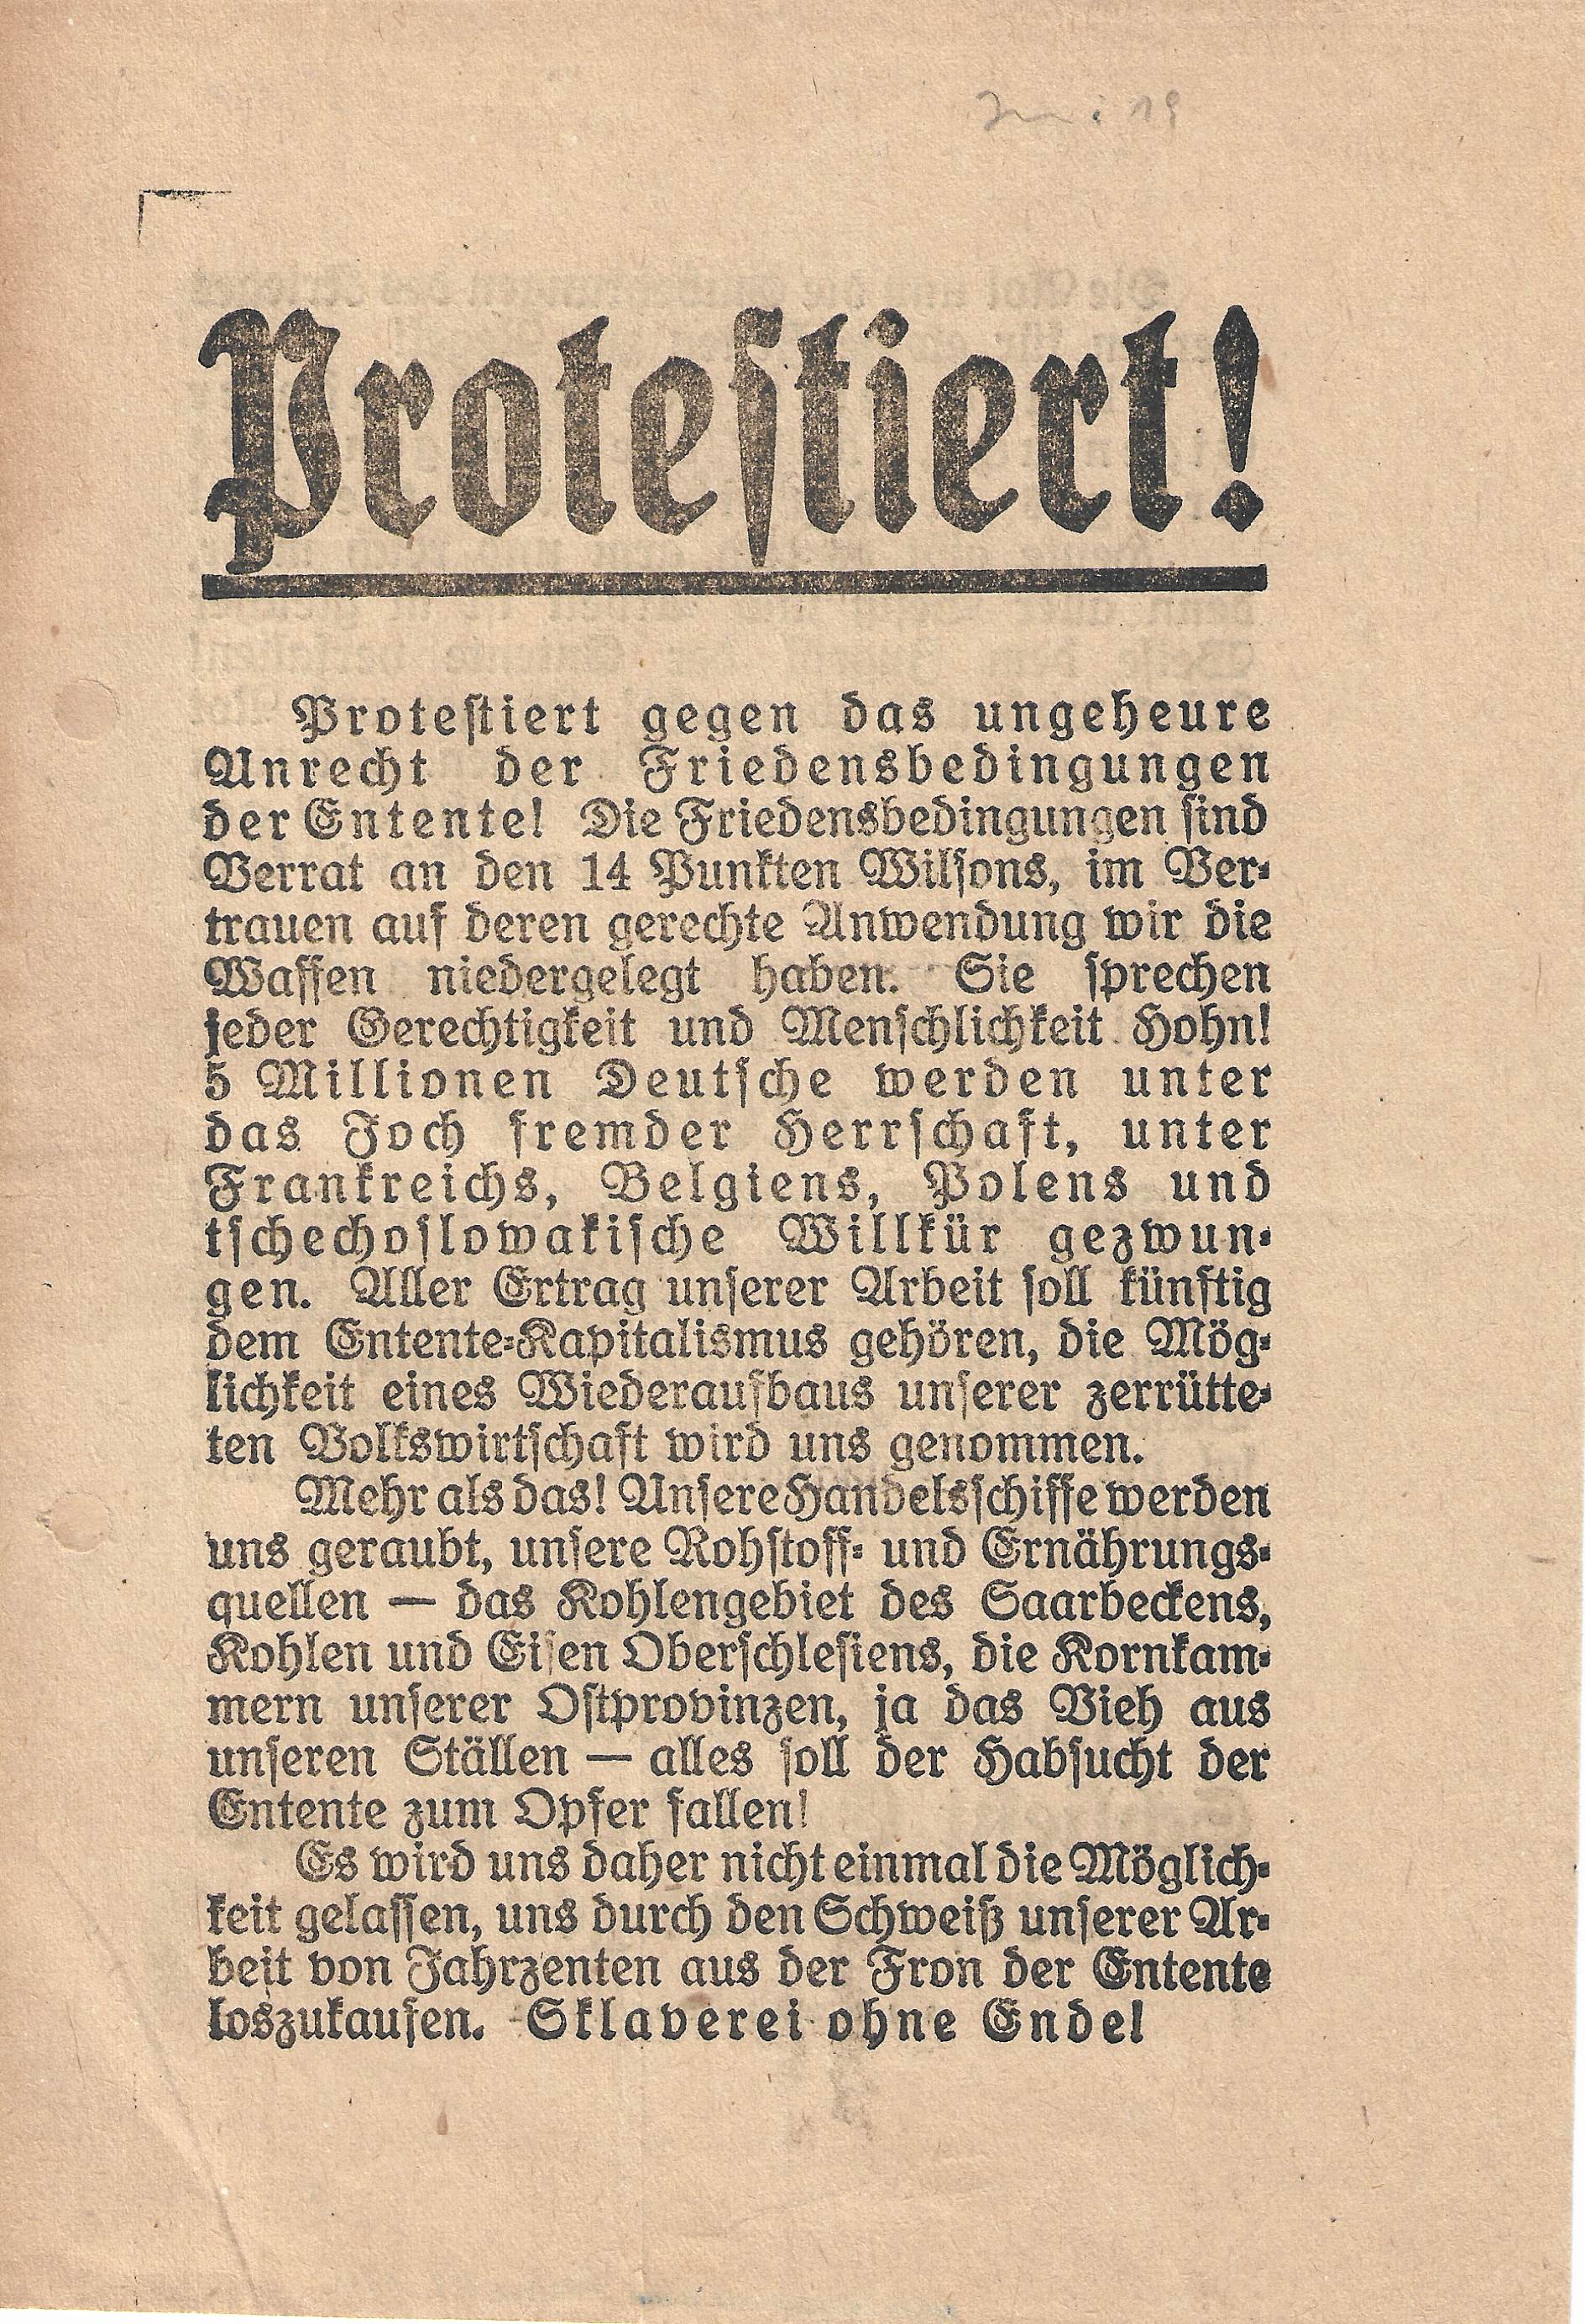 Juni 19
Protestiert!
Protestiert gegen das ungeheure
Unrecht der Friedensbedingungen
der Entente! Die Friedensbedingungen sind
Verrat an den 14 Punkten Wilsons, im Ver-
trauen auf deren gerechte Anwendung wir die
Waffen niedergelegt haben. Sie sprechen
jeder Gerechtigkeit und Menschlichkeit Hohn!
5 Millionen Deutsche werden unter
das Joch fremder Herrschaft, unter
Frankreichs, Belgiens, Polens und
tschechoslowakische Willkür gezwun-
gen. Aller Ertrag unserer Arbeit soll künftig
dem Entente-Kapitalismus gehören, die Mög-
lichkeit eines Wiederaufbaus unserer zerrütte-
ten Volkswirtschaft wird uns genommen.
Mehr als das! Unsere Handelsschiffe werden
uns geraubt, unsere Rohstoff- und Ernährungs-
quellen — das Kohlengebiet des Saarbeckens,
Kohlen und Eisen Oberschlesiens, die Kornkam-
mern unserer Ostprovinzen, ja das Vieh aus
unseren Ställen — alles soll der Habsucht der
Entente zum Opfer fallen!
Es wird uns daher nicht einmal die Möglich-
keit gelassen, uns durch den Schweiß unserer Ar-
beit von Jahrzenten aus der Fron der Entente
loszukaufen. Sklaverei ohne Ende!